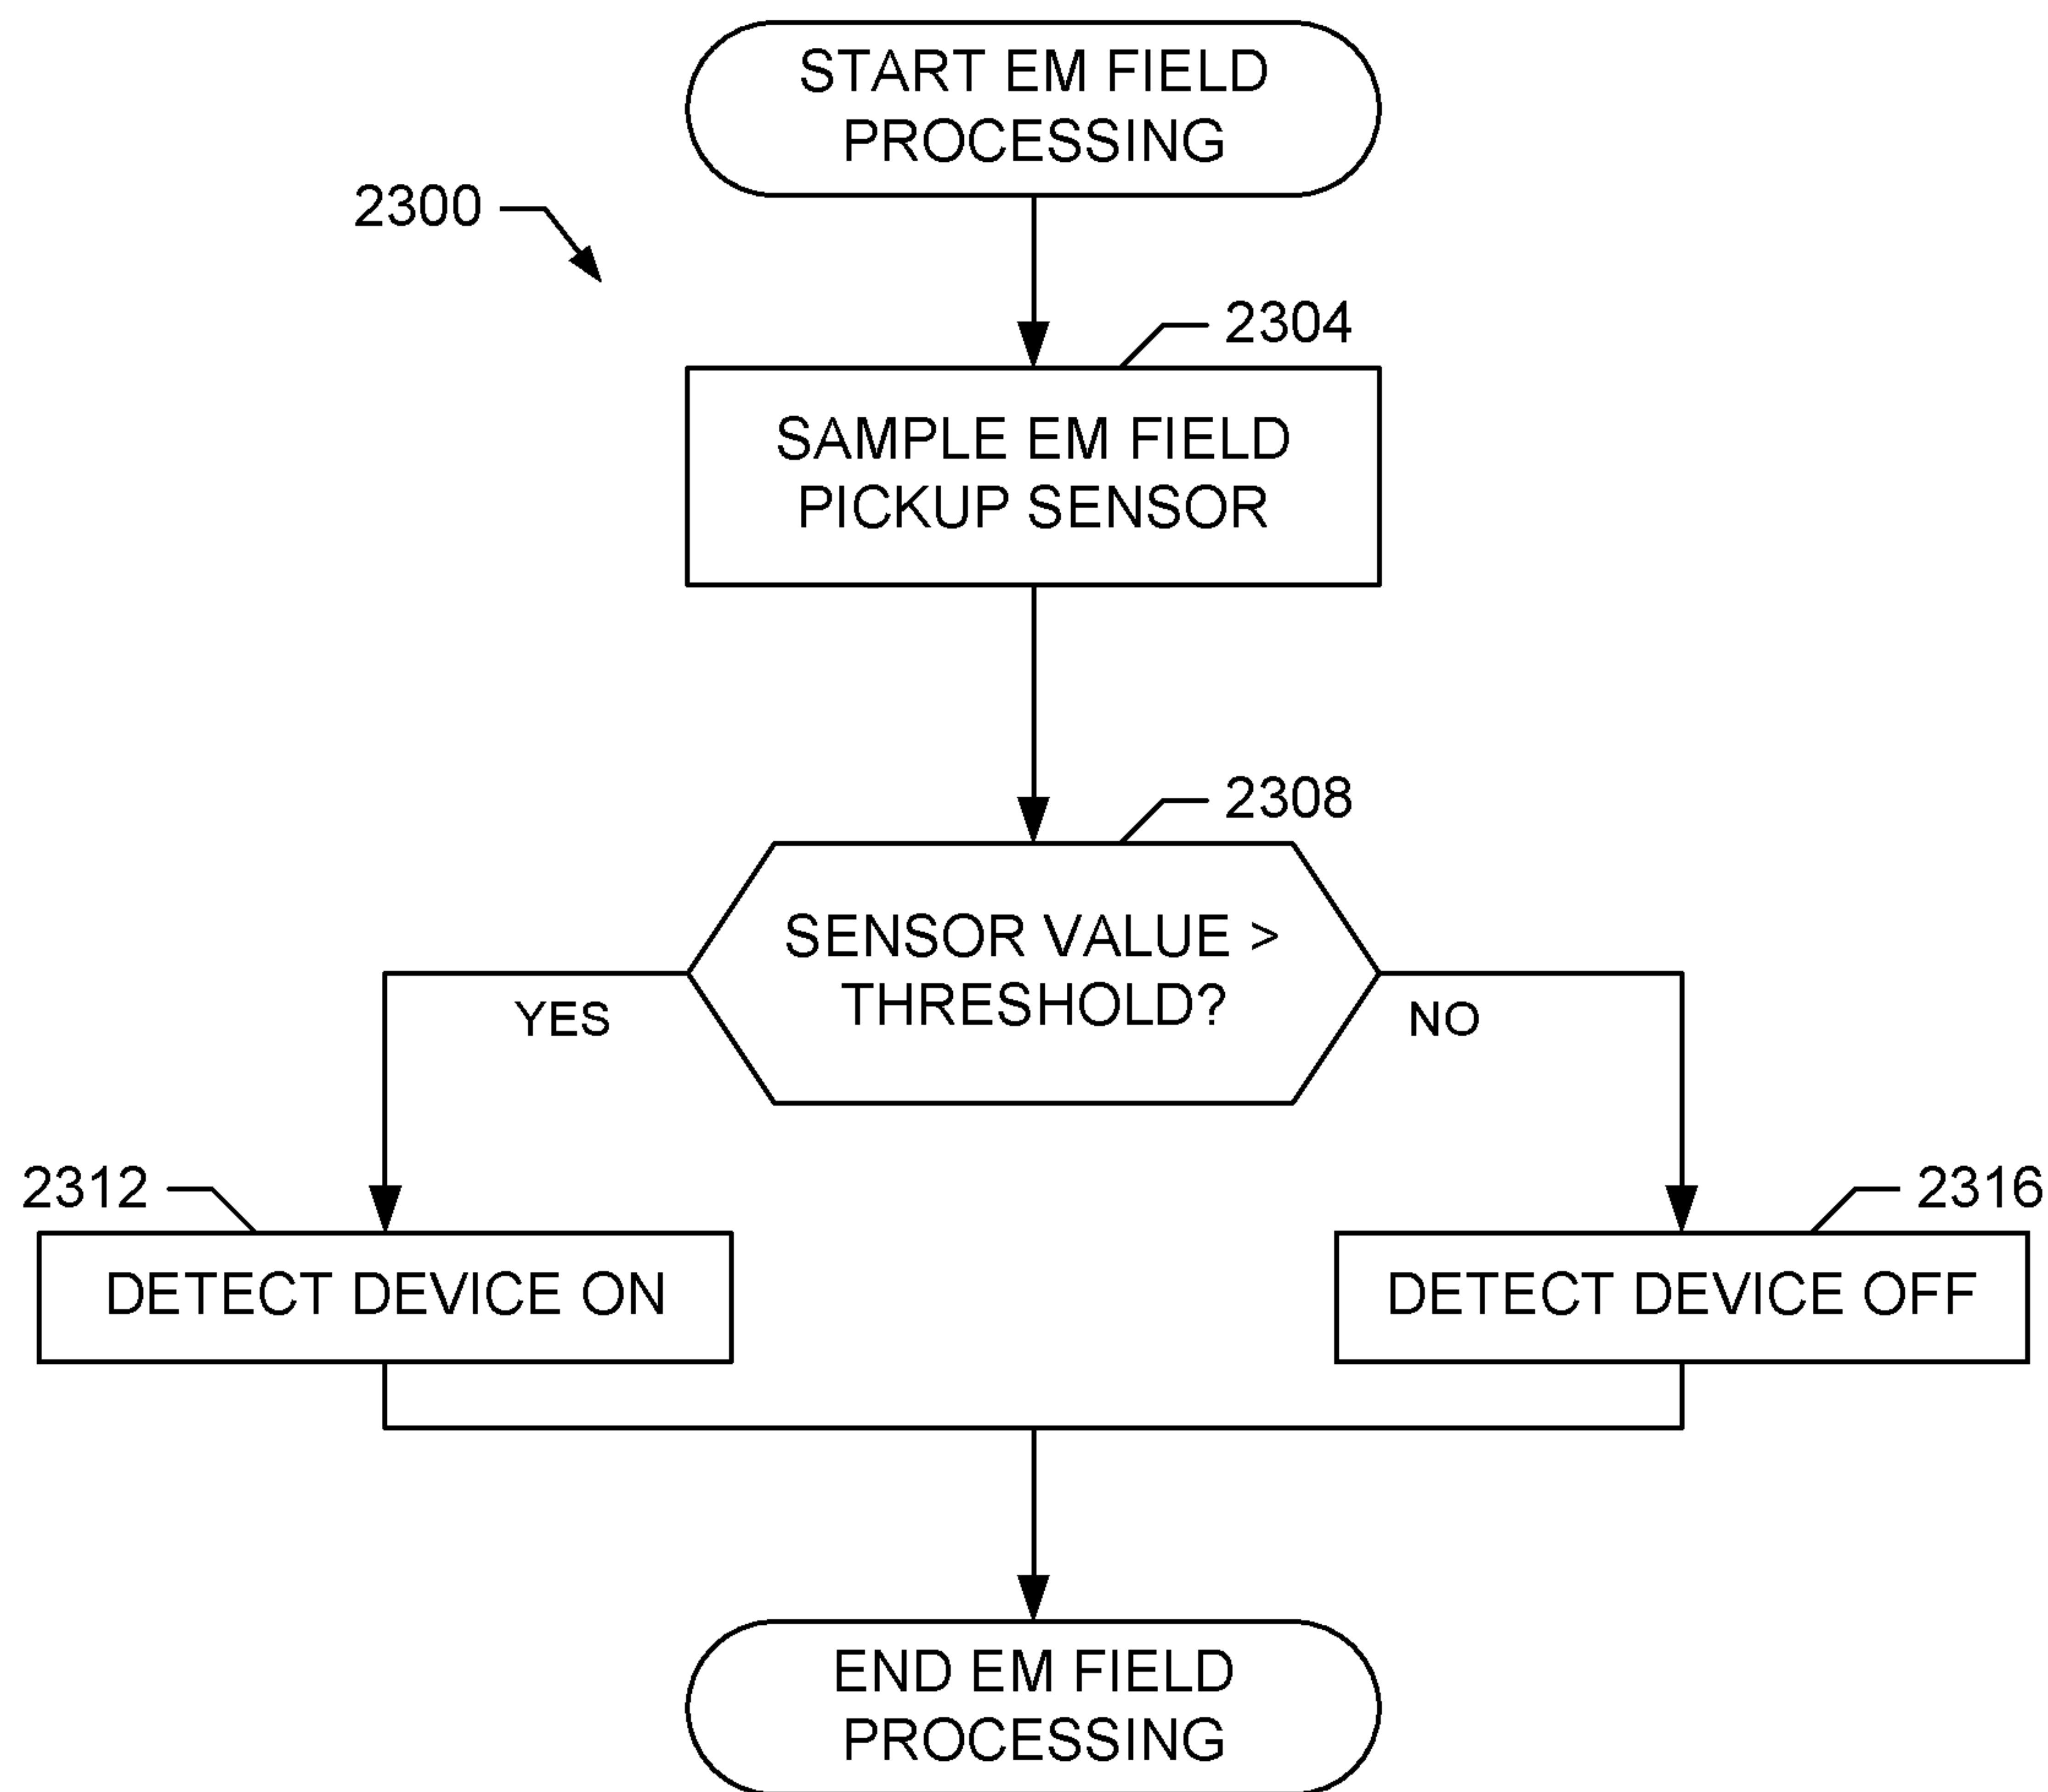 START EM FIELD
PROCESSING
2300
2304
SAMPLE EM FIELD
PICKUP SENSOR
2308
SENSOR VALUE >
THRESHOLD?
YES
NO
2312
2316
DETECT DEVICE ON
DETECT DEVICE OFF
END EM FIELD
PROCESSING